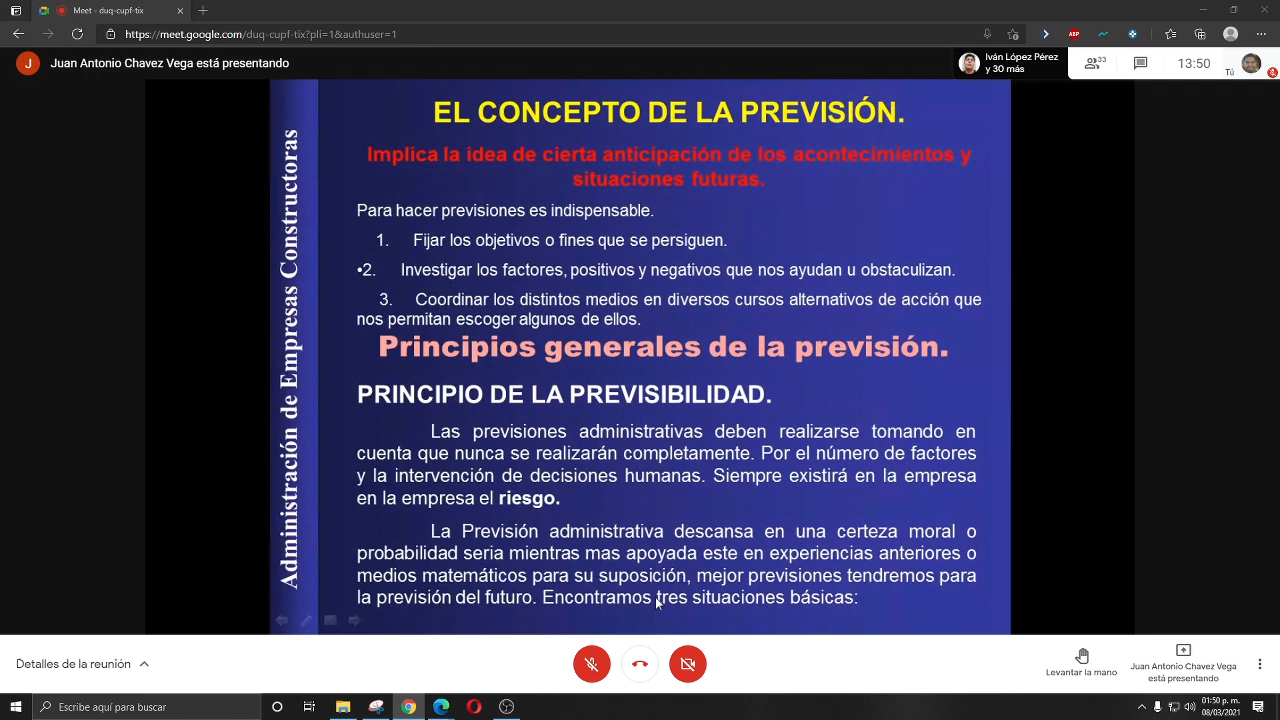 Meet - duq-cupf-tix
https://meet.google.com/duq-cupf-tix?pli=1&authuser=1
ABP
J
Juan Antonio Chavez Vega está presentando
Iván López Pérez
y 30 más
33
13:50
Tú
Administración de Empresas Constructoras
EL CONCEPTO DE LA PREVISIÓN.
Implica la idea de cierta anticipación de los acontecimientos y
situaciones futuras.
Para hacer previsiones es indispensable.
1. Fijar los objetivos o fines que se persiguen.
•2. Investigar los factores, positivos y negativos que nos ayudan u obstaculizan.
3. Coordinar los distintos medios en diversos cursos alternativos de acción que
nos permitan escoger algunos de ellos.
Principios generales de la previsión.
PRINCIPIO DE LA PREVISIBILIDAD.
Las previsiones administrativas deben realizarse tomando en
cuenta que nunca se realizarán completamente. Por el número de factores
y la intervención de decisiones humanas. Siempre existirá en la empresa
en la empresa el riesgo.
La Previsión administrativa descansa en una certeza moral o
probabilidad seria mientras mas apoyada este en experiencias anteriores o
medios matemáticos para su suposición, mejor previsiones tendremos para
la previsión del futuro. Encontramos tres situaciones básicas:
Detalles de la reunión
Levantar la mano
Juan Antonio Chavez Vega
está presentando
Escribe aquí para buscar
01:50 p. m.
08/03/2021